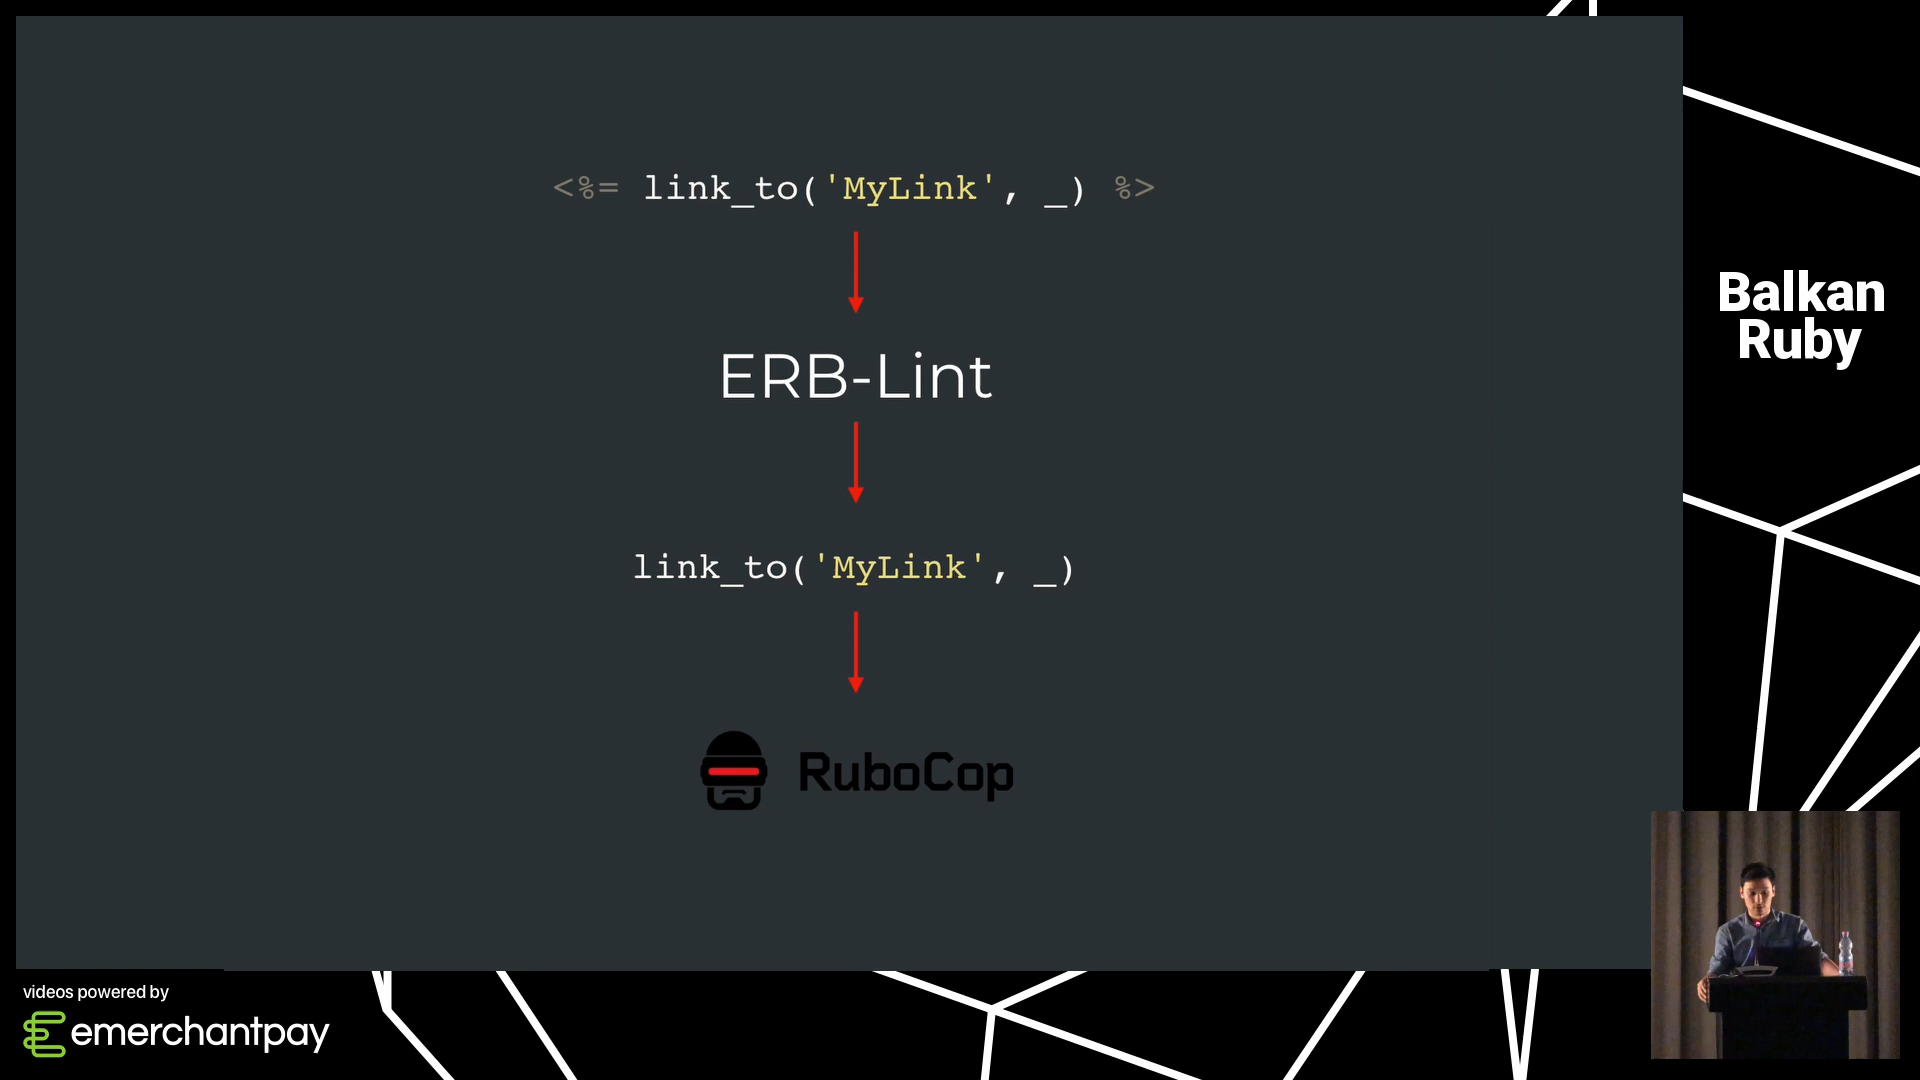 <%= link_to('MyLink', _) %>
ERB-Lint
link_to('MyLink', _)
RuboCop
Balkan
Ruby
videos powered by
emerchantpay